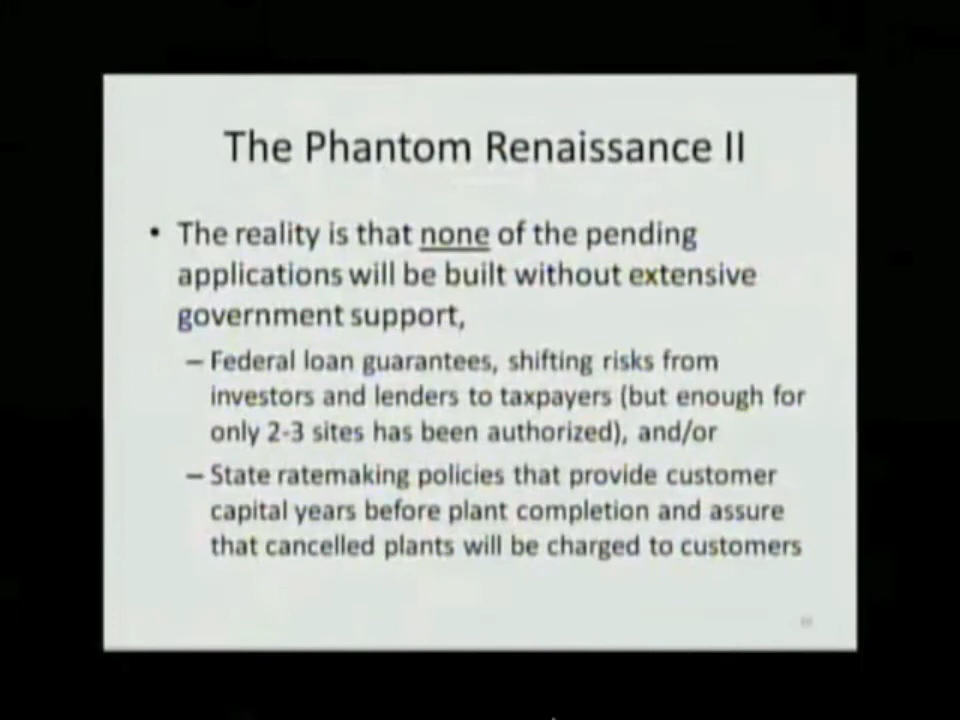 The Phantom Renaissance II
• The reality is that none of the pending
applications will be built without extensive
government support,
– Federal loan guarantees, shifting risks from
investors and lenders to taxpayers (but enough for
only 2-3 sites has been authorized), and/or
– State ratemaking policies that provide customer
capital years before plant completion and assure
that cancelled plants will be charged to customers